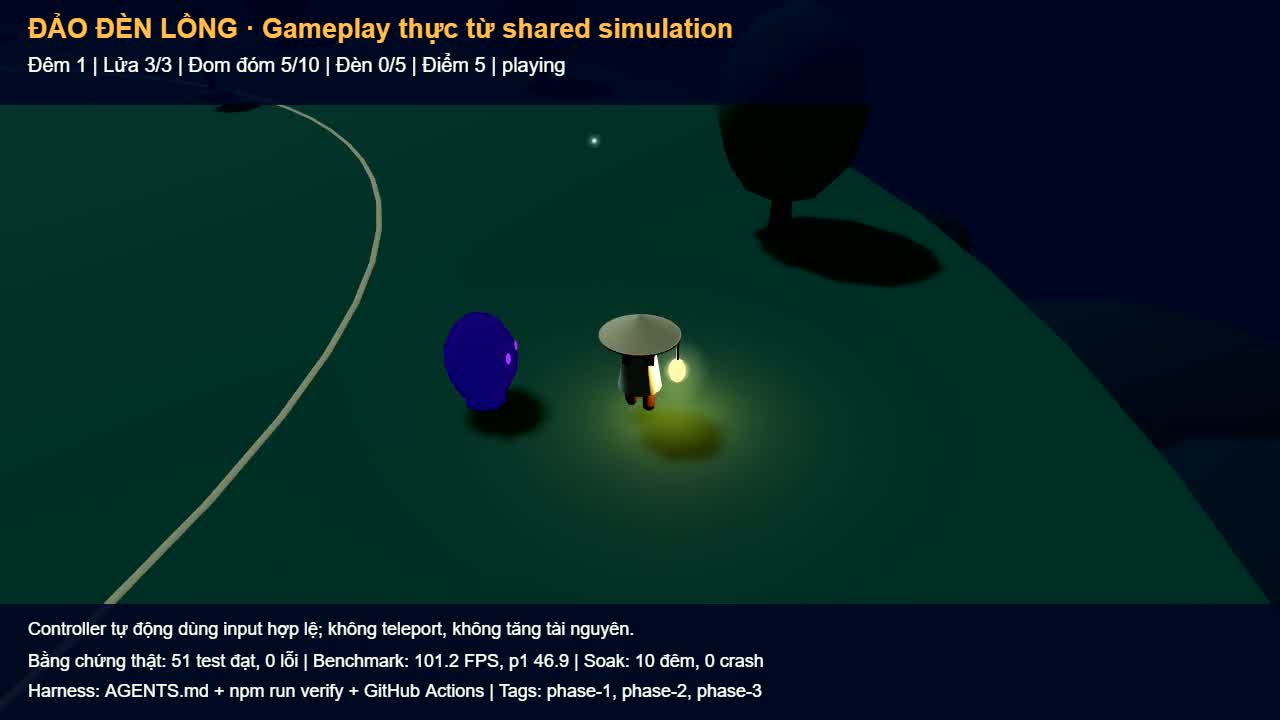 ĐẢO ĐÈN LỒNG · Gameplay thực từ shared simulation
Đêm 1 | Lửa 3/3 | Đom đóm 5/10 | Đèn 0/5 | Điểm 5 | playing
Controller tự động dùng input hợp lệ; không teleport, không tăng tài nguyên.
Bằng chứng thật: 51 test đạt, 0 lỗi | Benchmark: 101.2 FPS, p1 46.9 | Soak: 10 đêm, 0 crash
Harness: AGENTS.md + npm run verify + GitHub Actions | Tags: phase-1, phase-2, phase-3